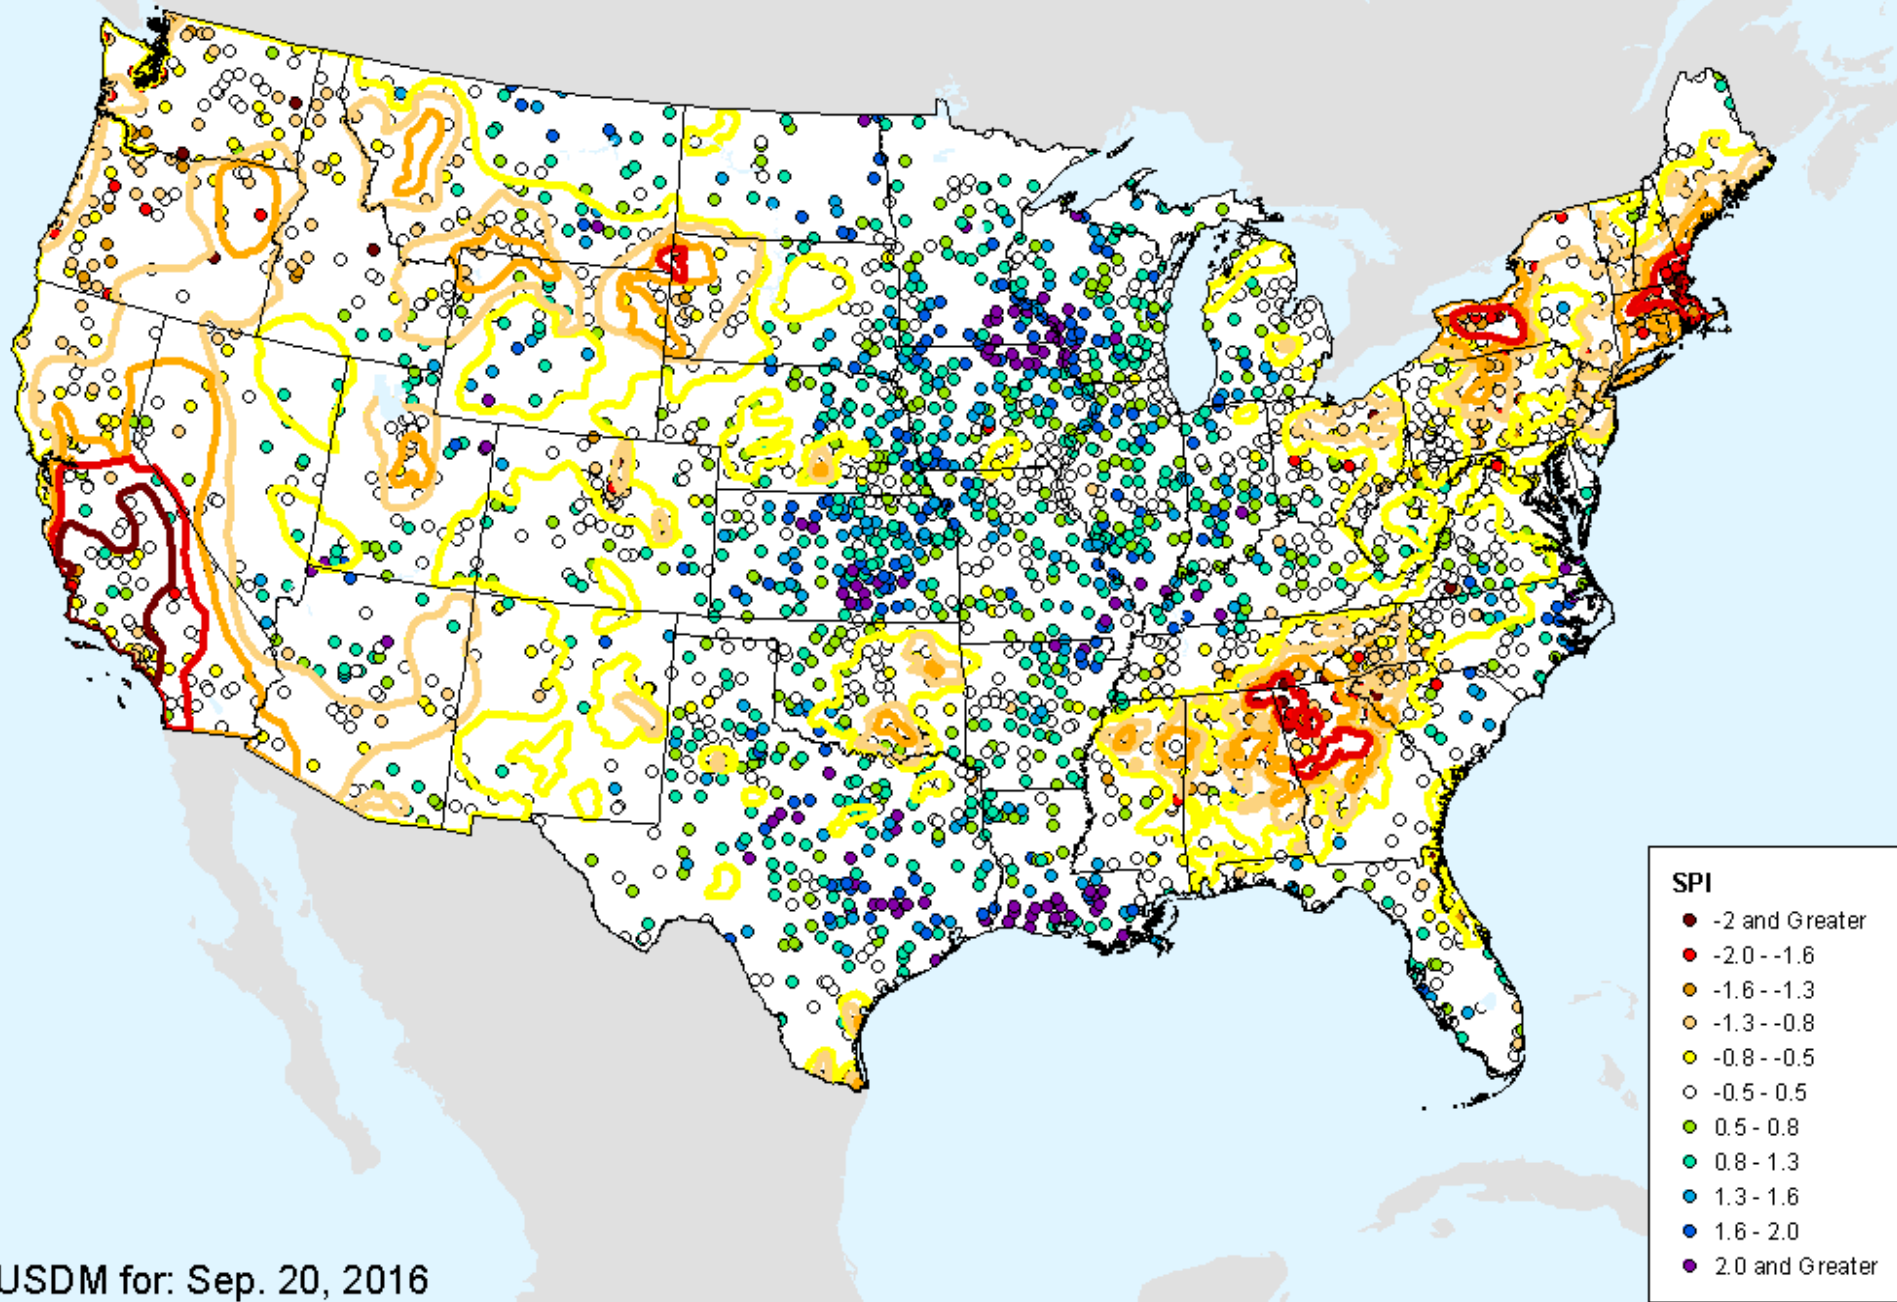 SPI
-2 and Greater
-2.0 - -1.6
-1.6 - -1.3
-1.3 - -0.8
-0.8 - -0.5
-0.5 - 0.5
0.5 - 0.8
0.8 - 1.3
1.3 - 1.6
1.6 - 2.0
2.0 and Greater
USDM for: Sep. 20, 2016